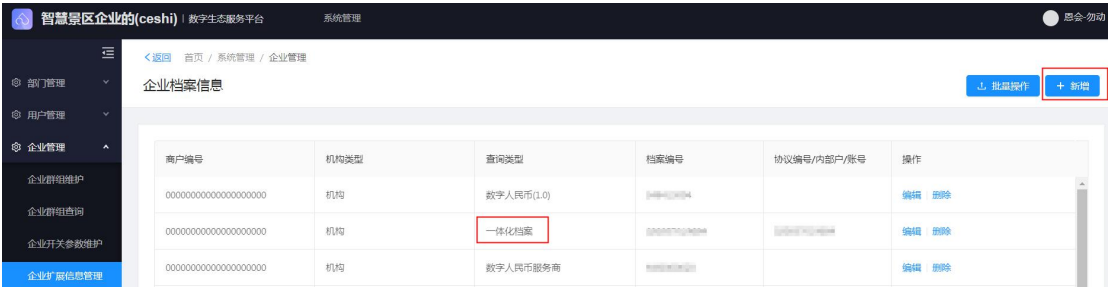 智慧景区企业的(ceshi) | 数字生态服务平台 系统管理 恩会-勿动
<返回 首页 / 系统管理 / 企业管理
部门管理 企业档案信息 批量操作 + 新增
用户管理
企业管理
商户编号 机构类型 查询类型 档案编号 协议编号/内部户/账号 操作
企业群组维护
00000000000000000000 机构 数字人民币(1.0) 编辑 删除
企业群组查询
00000000000000000000 机构 一体化档案 编辑 删除
企业开关参数维护
00000000000000000000 机构 数字人民币服务商 编辑 删除
企业扩展信息管理